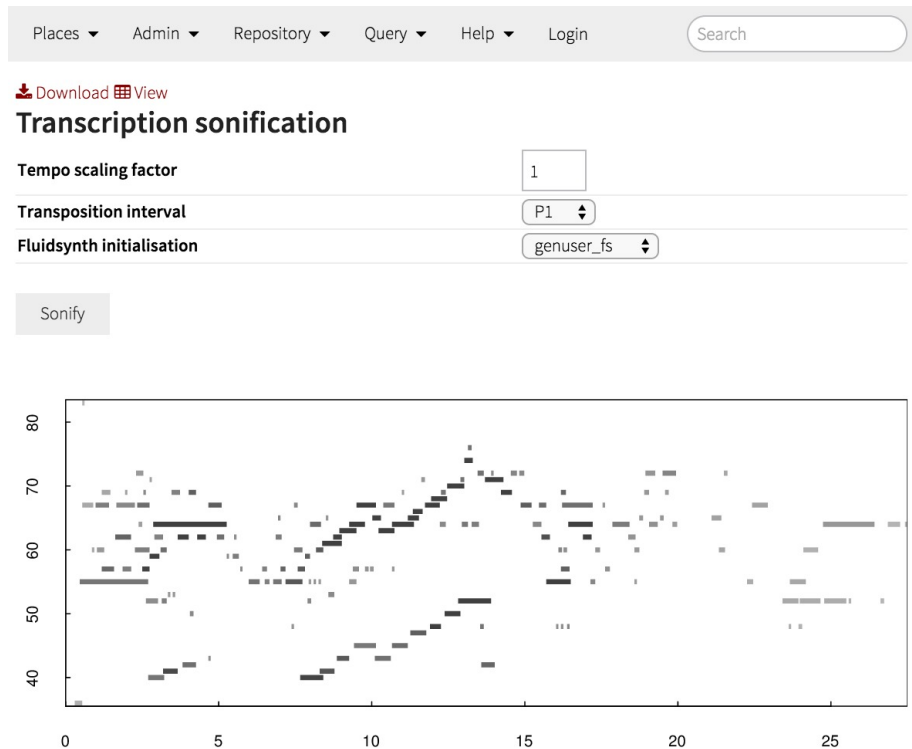 Places Admin Repository Query Help Login Search
Download View
Transcription sonification
Tempo scaling factor 1
Transposition interval P1
Fluidsynth initialisation genuser_fs
Sonify
80
70
60
50
40
0 5 10 15 20 25